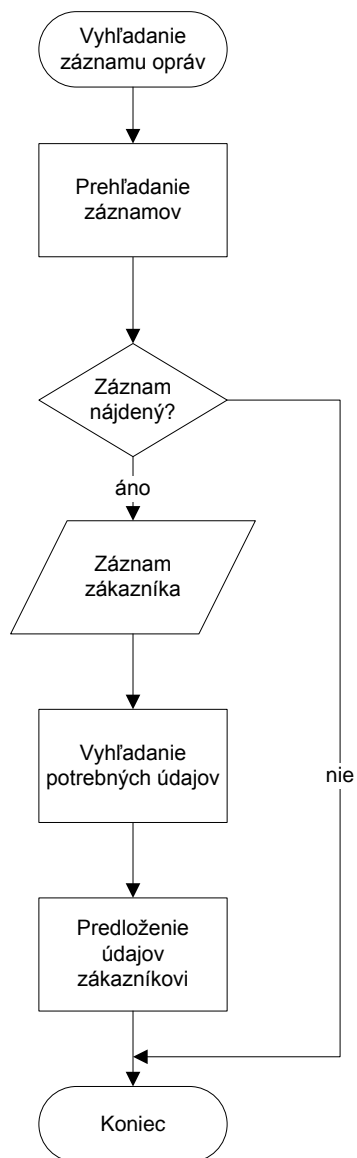 Vyhľadanie
záznamu opráv
Prehľadanie
záznamov
Záznam
nájdený?
áno
Záznam
zákazníka
Vyhľadanie
potrebných údajov
nie
Predloženie
údajov
zákazníkovi
Koniec